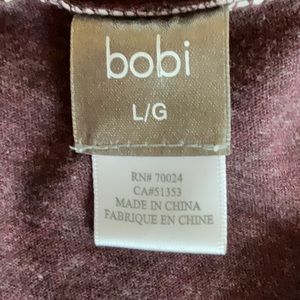 bobi
L/G
RN# 70024
CA#51353
MADE IN CHINA
FABRIQUE EN CHINE